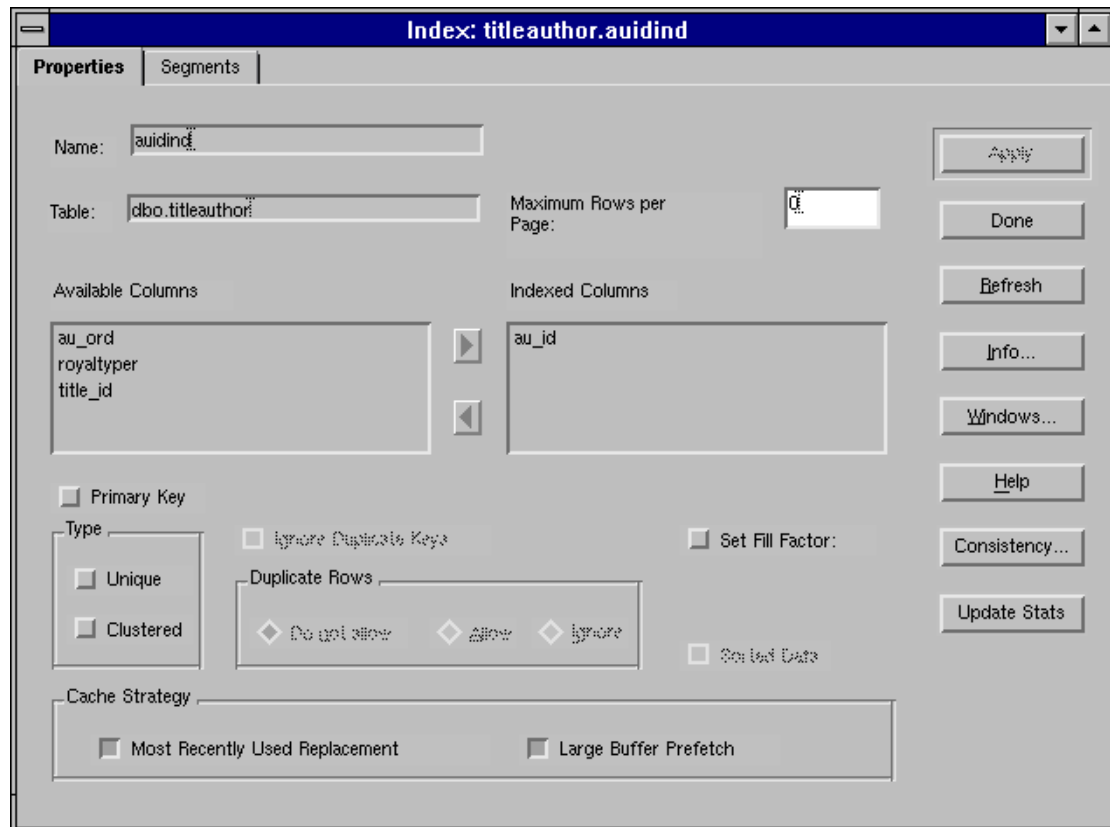 Index: titleauthor.auidind
Properties Segments
Name: auidind
Apply
Table: dbo.titleauthor
Maximum Rows per Page: 0
Done
Available Columns
Indexed Columns
Refresh
au_ord
royaltyper
title_id
au_id
Info...
Windows...
Primary Key
Help
Type
Ignore Duplicate Keys
Set Fill Factor:
Consistency...
Unique
Duplicate Rows
Clustered
Do not allow Allow Ignore
Update Stats
Sorted Data
Cache Strategy
Most Recently Used Replacement
Large Buffer Prefetch